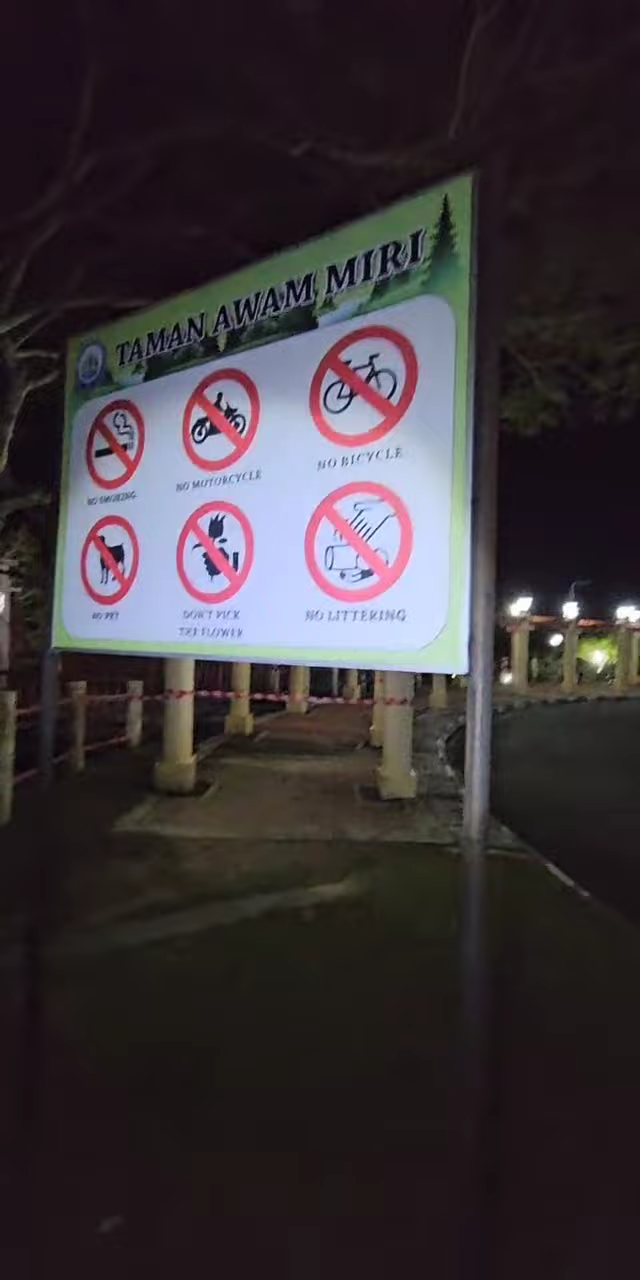 TAMAN AWAM MIRI
NO SMOKING
NO MOTORCYCLE
NO BICYCLE
NO PET
DON'T PICK
THE FLOWER
NO LITTERING